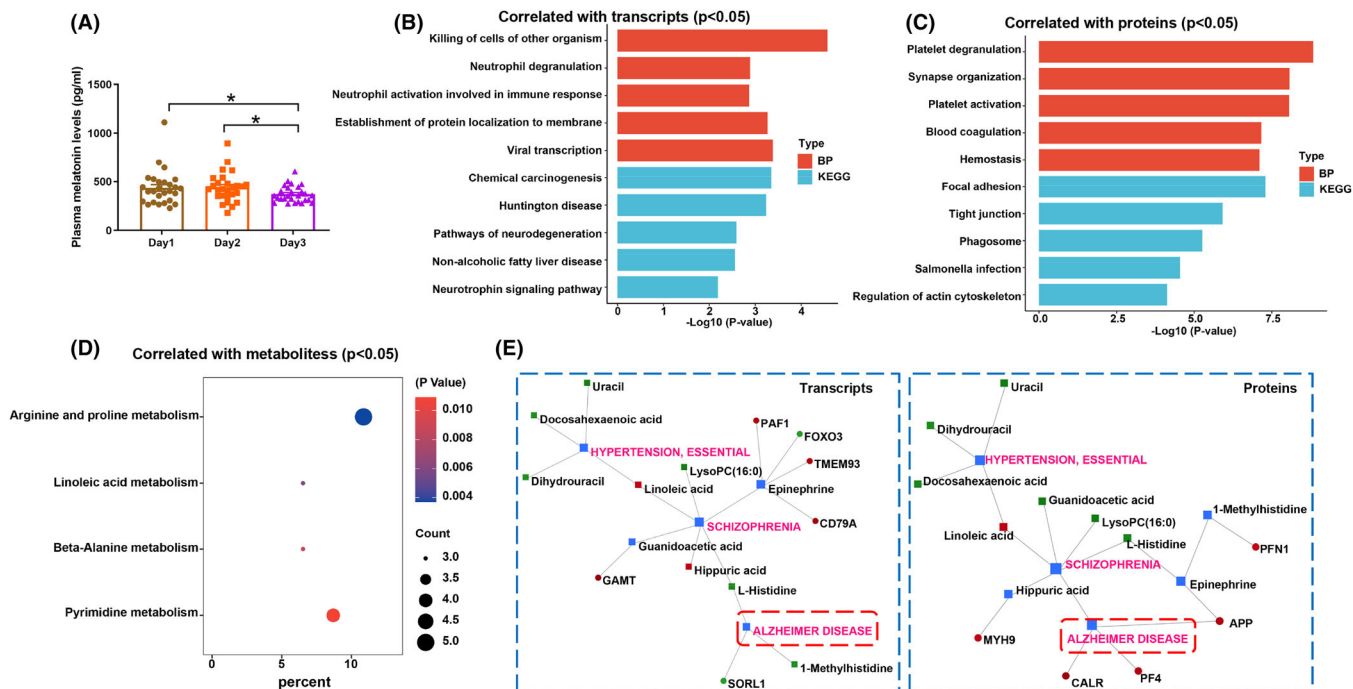 (A)
Plasma melatonin levels (pg/ml)
1500
1000
500
0
*
*
Day1
Day2
Day3
(B)
Correlated with transcripts (p<0.05)
Killing of cells of other organism
Neutrophil degranulation
Neutrophil activation involved in immune response
Establishment of protein localization to membrane
Viral transcription
Chemical carcinogenesis
Huntington disease
Pathways of neurodegeneration
Non-alcoholic fatty liver disease
Neurotrophin signaling pathway
0
1
2
3
4
-Log10 (P-value)
Type
BP
KEGG
(C)
Correlated with proteins (p<0.05)
Platelet degranulation
Synapse organization
Platelet activation
Blood coagulation
Hemostasis
Focal adhesion
Tight junction
Phagosome
Salmonella infection
Regulation of actin cytoskeleton
0.0
2.5
5.0
7.5
-Log10 (P-value)
Type
BP
KEGG
(D)
Correlated with metabolitess (p<0.05)
Arginine and proline metabolism
Linoleic acid metabolism
Beta-Alanine metabolism
Pyrimidine metabolism
0
5
10
percent
(P Value)
0.010
0.008
0.006
0.004
Count
3.0
3.5
4.0
4.5
5.0
(E)
Transcripts
Uracil
Docosahexaenoic acid
PAF1
FOXO3
HYPERTENSION, ESSENTIAL
TMEM93
LysoPC(16:0)
Dihydrouracil
Linoleic acid
Epinephrine
SCHIZOPHRENIA
CD79A
Guanidoacetic acid
Hippuric acid
GAMT
L-Histidine
ALZHEIMER DISEASE
1-Methylhistidine
SORL1
Proteins
Uracil
Dihydrouracil
HYPERTENSION, ESSENTIAL
Docosahexaenoic acid
Guanidoacetic acid
1-Methylhistidine
LysoPC(16:0)
Linoleic acid
L-Histidine
PFN1
SCHIZOPHRENIA
Hippuric acid
Epinephrine
APP
MYH9
ALZHEIMER DISEASE
CALR
PF4